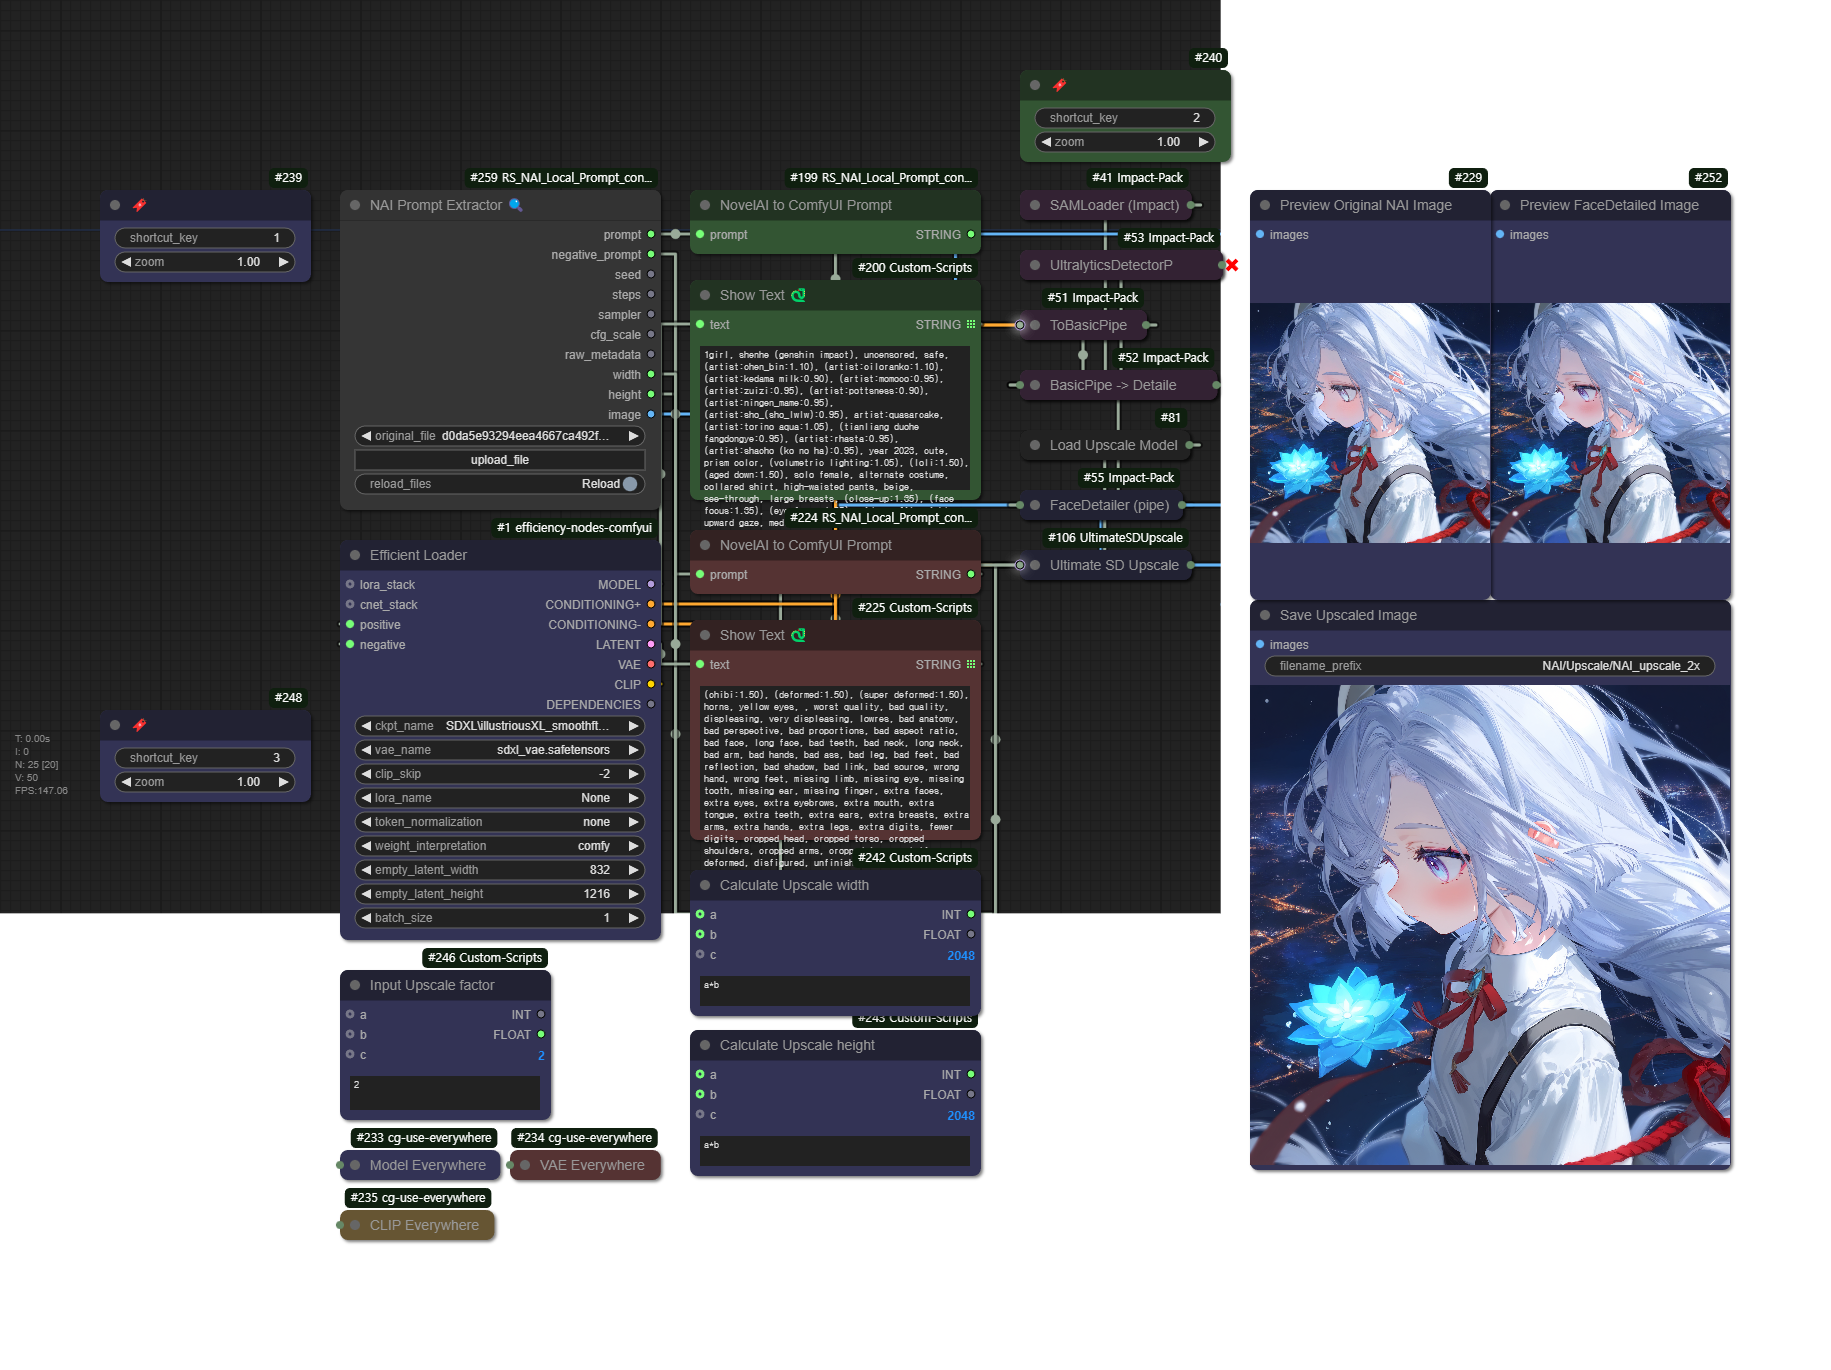 #240
shortcut_key 2
zoom 1.00
#239
shortcut_key 1
zoom 1.00
#248
shortcut_key 3
zoom 1.00
T: 0.00s
I: 0
N: 25 [20]
V: 50
FPS:147.06
#259 RS_NAI_Local_Prompt_con...
NAI Prompt Extractor
prompt
negative_prompt
seed
steps
sampler
cfg_scale
raw_metadata
width
height
image
original_file d0da5e93294eea4667ca492f...
upload_file
reload_files Reload
#1 efficiency-nodes-comfyui
Efficient Loader
lora_stack MODEL
cnet_stack CONDITIONING+
positive CONDITIONING-
negative LATENT
VAE
CLIP
DEPENDENCIES
ckpt_name SDXL\illustriousXL_smoothft...
vae_name sdxl_vae.safetensors
clip_skip -2
lora_name None
token_normalization none
weight_interpretation comfy
empty_latent_width 832
empty_latent_height 1216
batch_size 1
#246 Custom-Scripts
Input Upscale factor
a INT
b FLOAT
c 2
2
#233 cg-use-everywhere
Model Everywhere
#234 cg-use-everywhere
VAE Everywhere
#235 cg-use-everywhere
CLIP Everywhere
#199 RS_NAI_Local_Prompt_con...
NovelAI to ComfyUI Prompt
prompt STRING
#200 Custom-Scripts
Show Text
text STRING
1girl, shenhe (genshin impact), uncensored, safe,
(artist:chen_bin:1.10), (artist:ciloranko:1.10),
(artist:kedama milk:0.90), (artist:momoco:0.95),
(artist:zuizi:0.95), (artist:pottsness:0.90),
(artist:ningen_mame:0.95),
(artist:sho_(sho_lwlw):0.95), artist:quasarcake,
(artist:torino aqua:1.05), (tianliang duohe
fangdongye:0.95), (artist:rhasta:0.95),
(artist:shaoho (ko no ha):0.95), year 2023, cute,
prism color, (volumetric lighting:1.05), (loli:1.50),
(aged down:1.50), solo female, alternate costume,
collared shirt, high-waisted pants, beige,
see-through, large breasts, (close-up:1.35), (face
focus:1.35), (eye
upward gaze, med
#224 RS_NAI_Local_Prompt_con...
NovelAI to ComfyUI Prompt
prompt STRING
#225 Custom-Scripts
Show Text
text STRING
(chibi:1.50), (deformed:1.50), (super deformed:1.50),
horns, yellow eyes, , worst quality, bad quality,
displeasing, very displeasing, lowres, bad anatomy,
bad perspective, bad proportions, bad aspect ratio,
bad face, long face, bad teeth, bad neck, long neck,
bad arm, bad hands, bad ass, bad leg, bad feet, bad
reflection, bad shadow, bad link, bad source, wrong
hand, wrong feet, missing limb, missing eye, missing
tooth, missing ear, missing finger, extra faces,
extra eyes, extra eyebrows, extra mouth, extra
tongue, extra teeth, extra ears, extra breasts, extra
arms, extra hands, extra legs, extra digits, fewer
digits, cropped head, cropped torso, cropped
shoulders, cropped arms, cropp
deformed, disfigured, unfinish
#242 Custom-Scripts
Calculate Upscale width
a INT
b FLOAT
c 2048
a*b
#243 Custom-Scripts
Calculate Upscale height
a INT
b FLOAT
c 2048
a*b
#41 Impact-Pack
SAMLoader (Impact)
#53 Impact-Pack
UltralyticsDetectorP
#51 Impact-Pack
ToBasicPipe
#52 Impact-Pack
BasicPipe -> Detaile
#81
Load Upscale Model
#55 Impact-Pack
FaceDetailer (pipe)
#106 UltimateSDUpscale
Ultimate SD Upscale
#229
Preview Original NAI Image
images
#252
Preview FaceDetailed Image
images
Save Upscaled Image
images
filename_prefix NAI/Upscale/NAI_upscale_2x